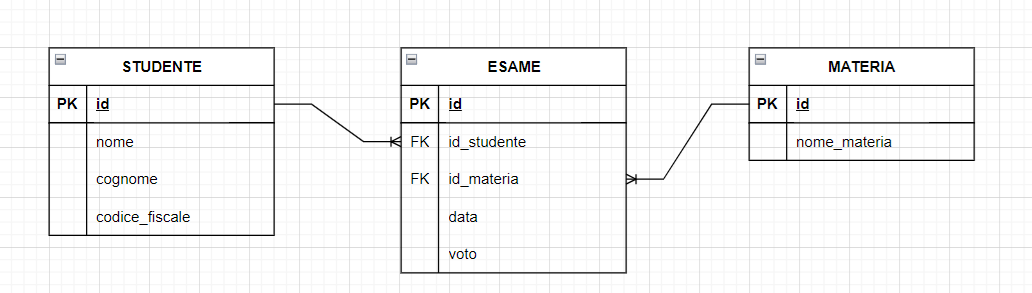 STUDENTE
PK id
nome
cognome
codice_fiscale
ESAME
PK id
FK id_studente
FK id_materia
data
voto
MATERIA
PK id
nome_materia